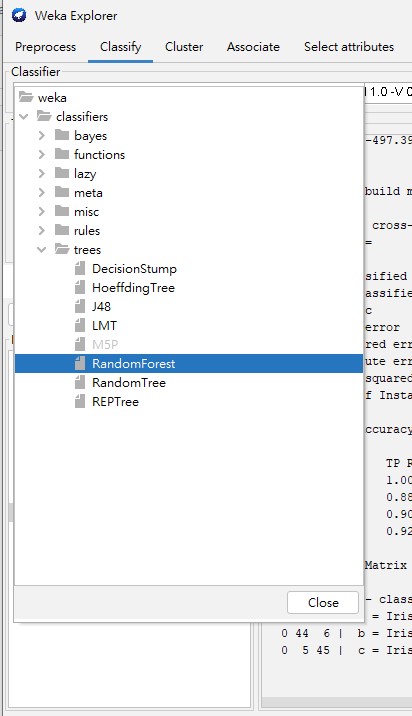 Weka Explorer
Preprocess Classify Cluster Associate Select attributes
Classifier
weka
classifiers
bayes
functions
lazy
meta
misc
rules
trees
DecisionStump
HoeffdingTree
J48
LMT
M5P
RandomForest
RandomTree
REPTree
Close
1.0 -V 0
-497.39
build m
cross-
=
sified
assifie
c
error
red err
ute err
squared
f Insta
ccuracy
TP R
1.00
0.88
0.90
0.92
Matrix
- class
= Iris
0 44 6 | b = Iris
0 5 45 | c = Iris